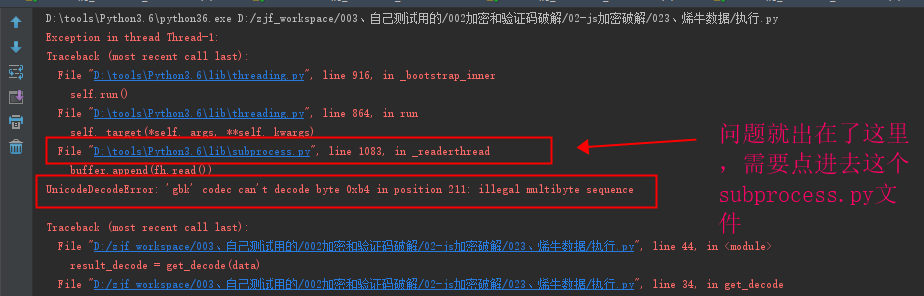 D:\tools\Python3.6\python36.exe D:/zjf_workspace/003、自己测试用的/002加密和验证码破解/02-js加密破解/023、烯牛数据/执行.py
Exception in thread Thread-1:
Traceback (most recent call last):
File "D:\tools\Python3.6\lib\threading.py", line 916, in _bootstrap_inner
self.run()
File "D:\tools\Python3.6\lib\threading.py", line 864, in run
self._target(*self._args, **self._kwargs)
File "D:\tools\Python3.6\lib\subprocess.py", line 1083, in _readerthread
buffer.append(fh.read())
UnicodeDecodeError: 'gbk' codec can't decode byte 0xb4 in position 211: illegal multibyte sequence
问题就出在了这里
，需要点进去这个
subprocess.py文
件
Traceback (most recent call last):
File "D:/zjf_workspace/003、自己测试用的/002加密和验证码破解/02-js加密破解/023、烯牛数据/执行.py", line 44, in <module>
result_decode = get_decode(data)
File "D:/zjf_workspace/003、自己测试用的/002加密和验证码破解/02-js加密破解/023、烯牛数据/执行.py", line 34, in get_decode